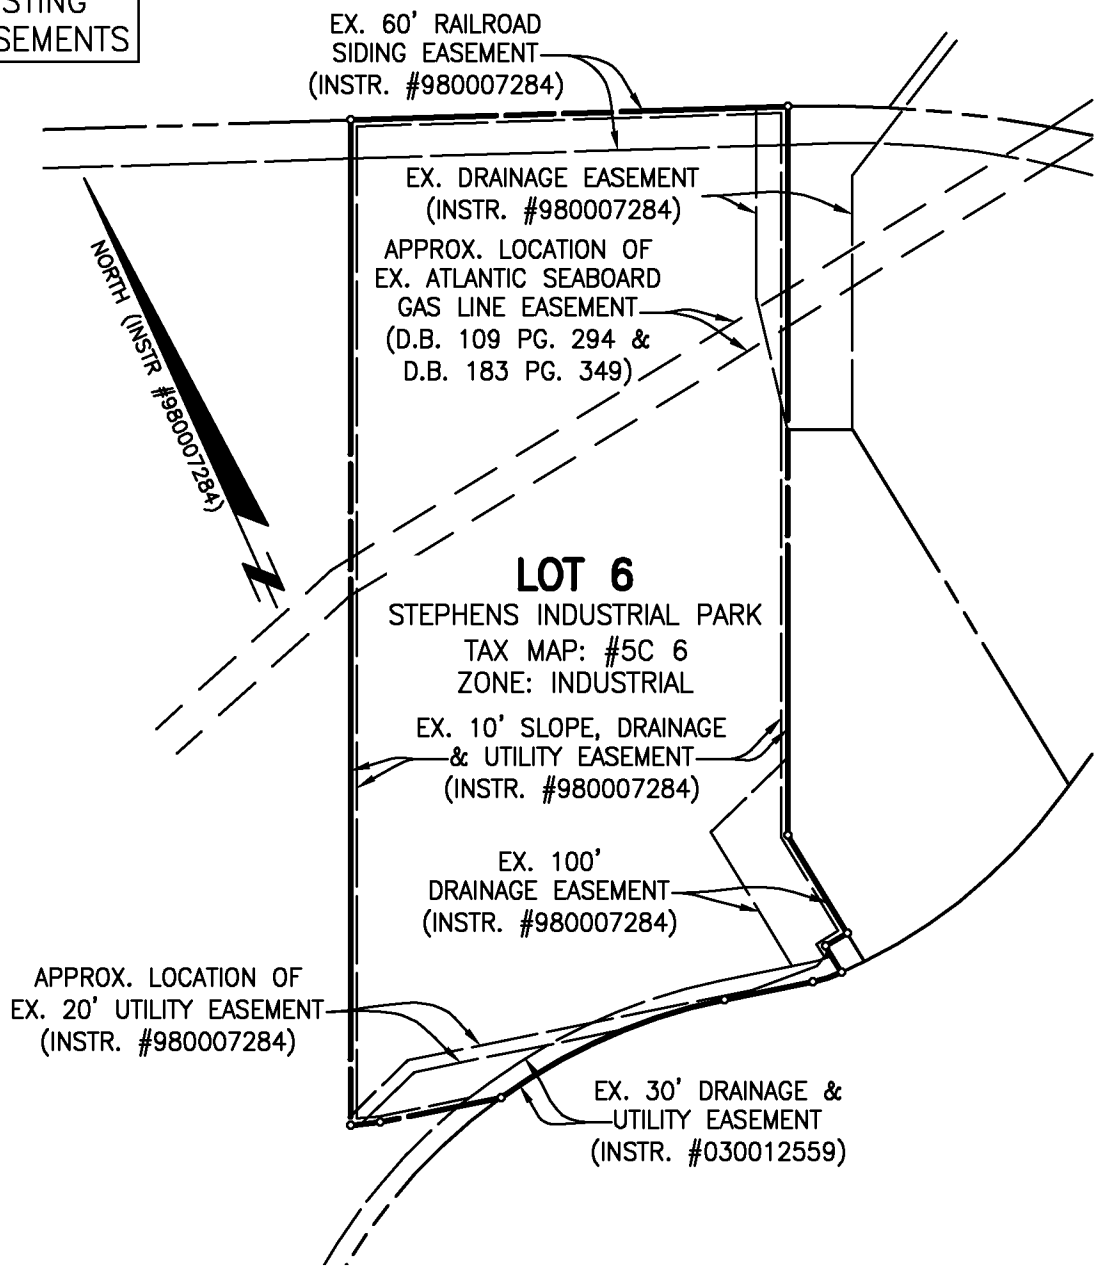 EASEMENTS
EX. 60' RAILROAD
SIDING EASEMENT
(INSTR. #980007284)
EX. DRAINAGE EASEMENT
(INSTR. #980007284)
APPROX. LOCATION OF
EX. ATLANTIC SEABOARD
GAS LINE EASEMENT
(D.B. 109 PG. 294 &
D.B. 183 PG. 349)
NORTH (INSTR #980007284)
LOT 6
STEPHENS INDUSTRIAL PARK
TAX MAP: #5C 6
ZONE: INDUSTRIAL
EX. 10' SLOPE, DRAINAGE
& UTILITY EASEMENT
(INSTR. #980007284)
EX. 100'
DRAINAGE EASEMENT
(INSTR. #980007284)
APPROX. LOCATION OF
EX. 20' UTILITY EASEMENT
(INSTR. #980007284)
EX. 30' DRAINAGE &
UTILITY EASEMENT
(INSTR. #030012559)